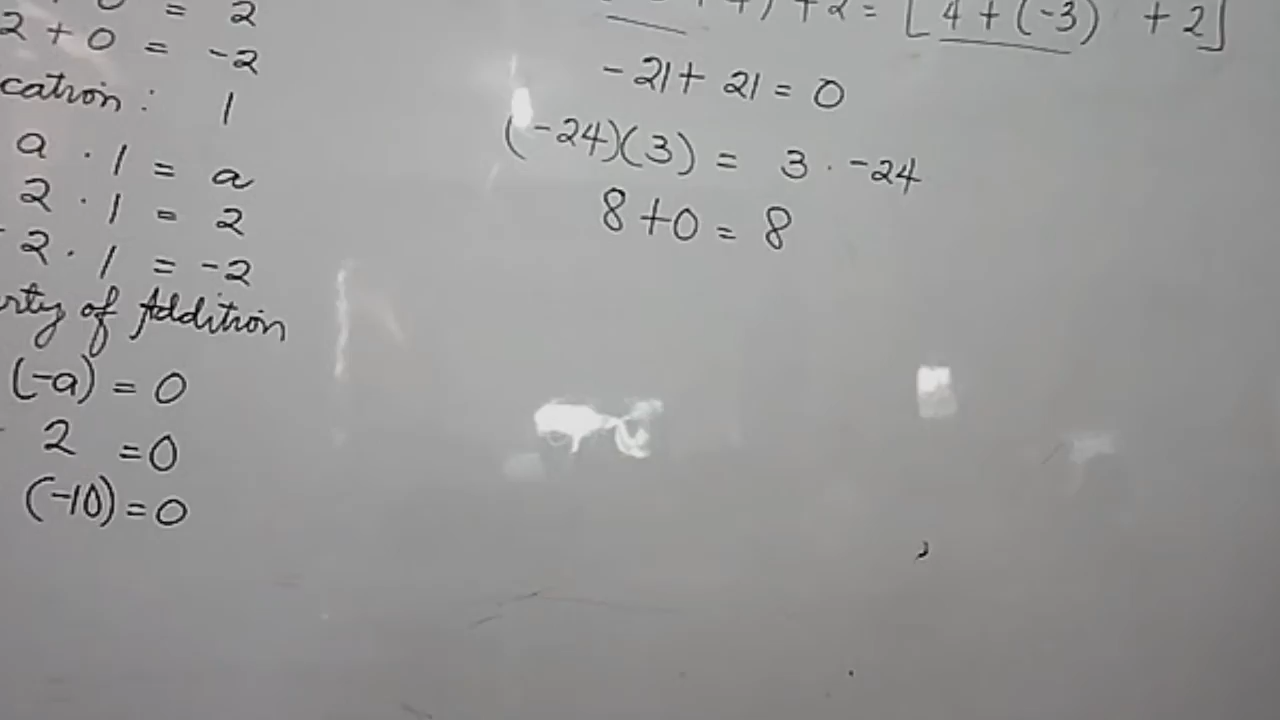 = 2
2 + 0 = -2
cation: 1
a · 1 = a
2 · 1 = 2
- 2 · 1 = -2
rty of Addition
(-a) = 0
- 2 = 0
(-10) = 0
+ 2 = [4 + (-3) + 2]
-21 + 21 = 0
(-24)(3) = 3 · -24
8 + 0 = 8